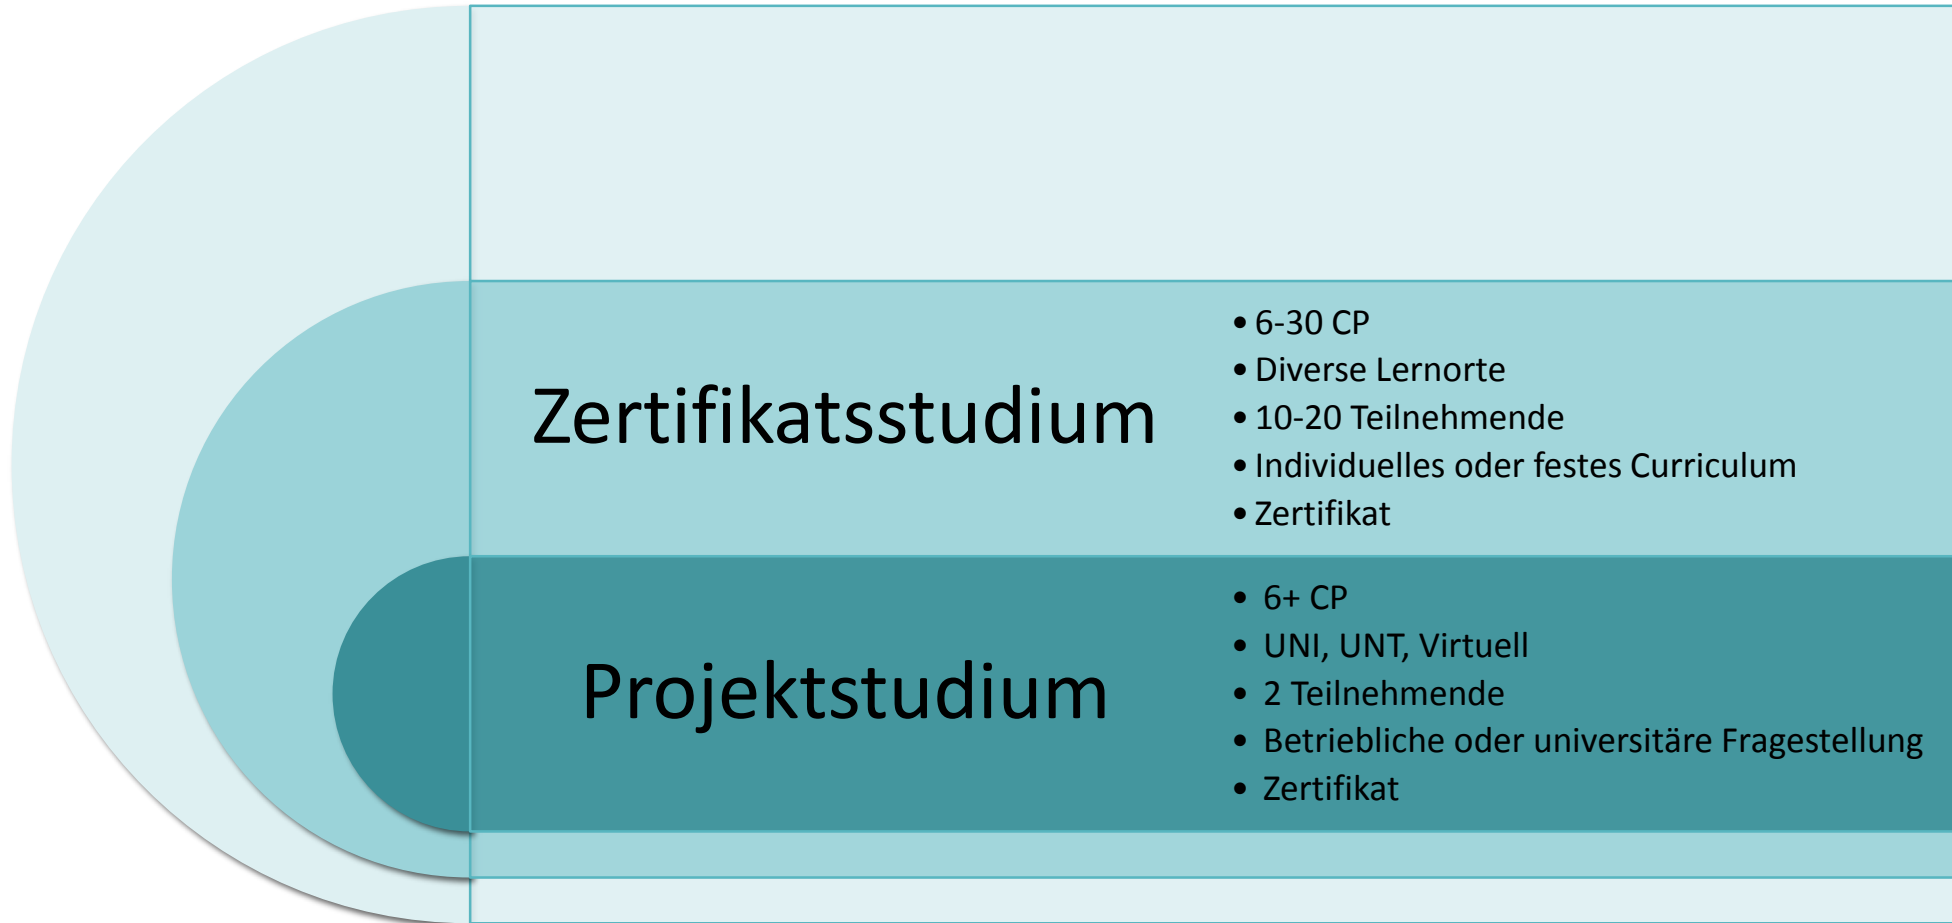 Zertifikatsstudium
• 6-30 CP
• Diverse Lernorte
• 10-20 Teilnehmende
• Individuelles oder festes Curriculum
• Zertifikat
Projektstudium
• 6+ CP
• UNI, UNT, Virtuell
• 2 Teilnehmende
• Betriebliche oder universitäre Fragestellung
• Zertifikat